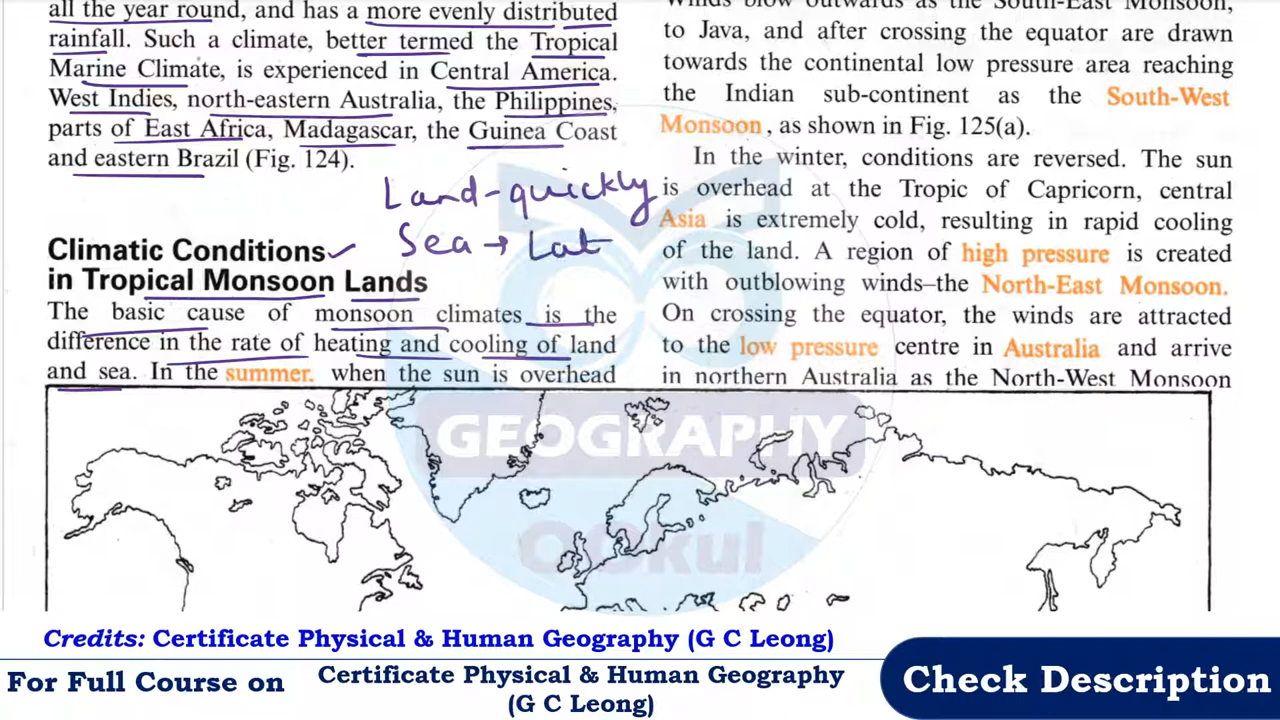 all the year round, and has a more evenly distributed
rainfall. Such a climate, better termed the Tropical
Marine Climate, is experienced in Central America.
West Indies, north-eastern Australia, the Philippines,
parts of East Africa, Madagascar, the Guinea Coast
and eastern Brazil (Fig. 124).
Land-quickly
Sea → Lat
Climatic Conditions
in Tropical Monsoon Lands
The basic cause of monsoon climates is the
difference in the rate of heating and cooling of land
and sea. In the summer, when the sun is overhead
Winds blow outwards as the South-East Monsoon,
to Java, and after crossing the equator are drawn
towards the continental low pressure area reaching
the Indian sub-continent as the South-West
Monsoon, as shown in Fig. 125(a).
In the winter, conditions are reversed. The sun
is overhead at the Tropic of Capricorn, central
Asia is extremely cold, resulting in rapid cooling
of the land. A region of high pressure is created
with outblowing winds–the North-East Monsoon.
On crossing the equator, the winds are attracted
to the low pressure centre in Australia and arrive
in northern Australia as the North-West Monsoon
GEOGRAPHY
Credits: Certificate Physical & Human Geography (G C Leong)
For Full Course on
Certificate Physical & Human Geography
(G C Leong)
Check Description